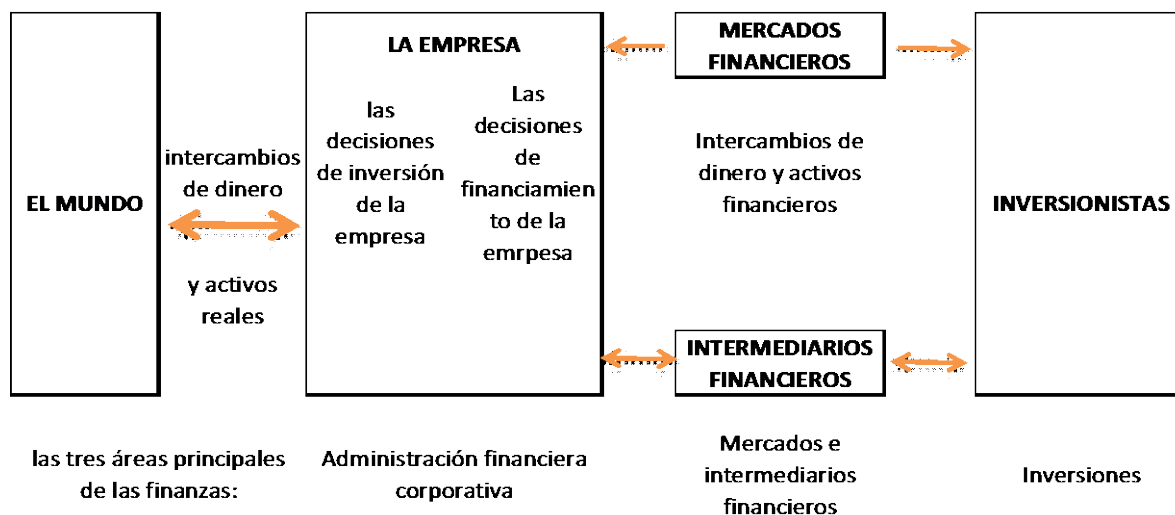 EL MUNDO
intercambios
de dinero
y activos
reales
LA EMPRESA
las
decisiones
de inversión
de la
empresa
Las
decisiones
de
financiamien
to de la
emrpesa
MERCADOS
FINANCIEROS
Intercambios de
dinero y activos
financieros
INTERMEDIARIOS
FINANCIEROS
INVERSIONISTAS
las tres áreas principales
de las finanzas:
Administración financiera
corporativa
Mercados e
intermediarios
financieros
Inversiones